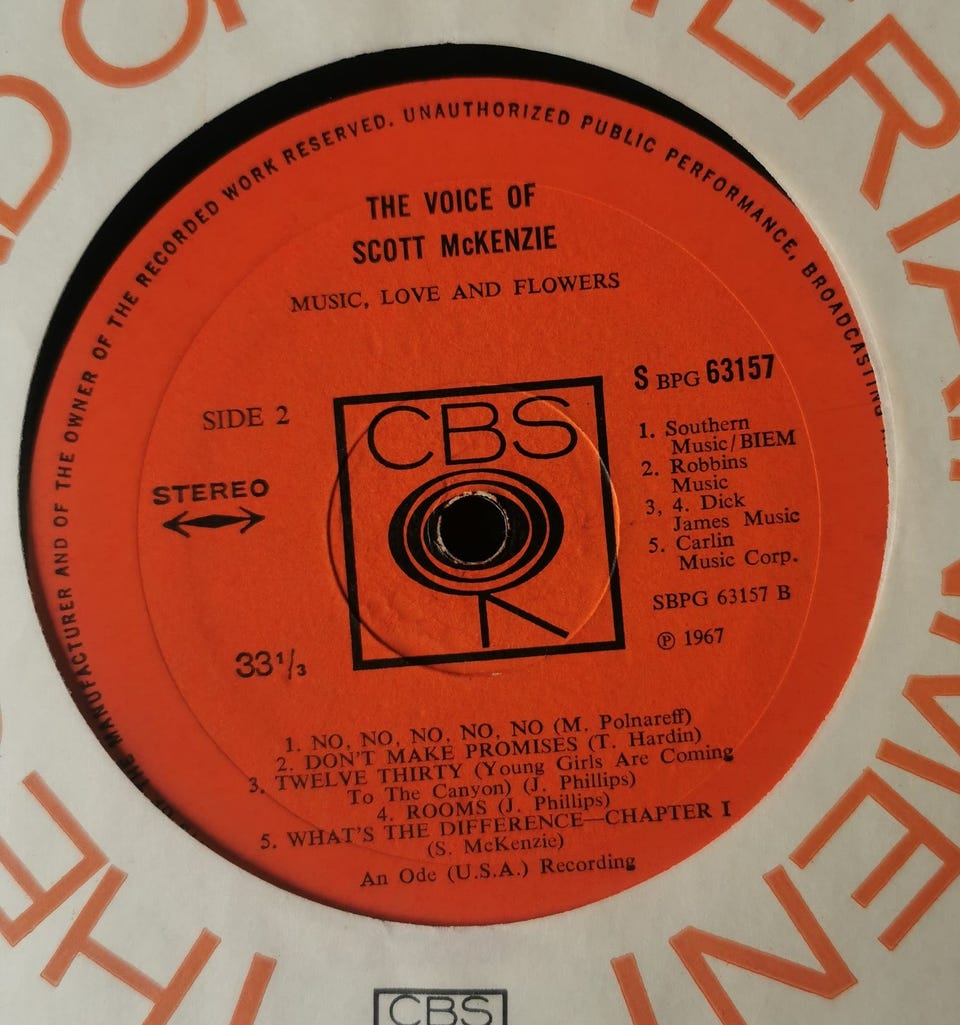 OF THE MANUFACTURER AND OF THE OWNER OF THE RECORDED WORK RESERVED. UNAUTHORIZED PUBLIC PERFORMANCE, BROADCASTING
THE VOICE OF
SCOTT McKENZIE
MUSIC, LOVE AND FLOWERS
S BPG 63157
SIDE 2
CBS
STEREO
1. Southern
Music/BIEM
2. Robbins
Music
3, 4. Dick
James Music
5. Carlin
Music Corp.
SBPG 63157 B
℗ 1967
33 1/3
1. NO, NO, NO, NO, NO (M. Polnareff)
2. DON'T MAKE PROMISES (T. Hardin)
3. TWELVE THIRTY (Young Girls Are Coming
To The Canyon) (J. Phillips)
4. ROOMS (J. Phillips)
5. WHAT'S THE DIFFERENCE—CHAPTER I
(S. McKenzie)
An Ode (U.S.A.) Recording
CBS